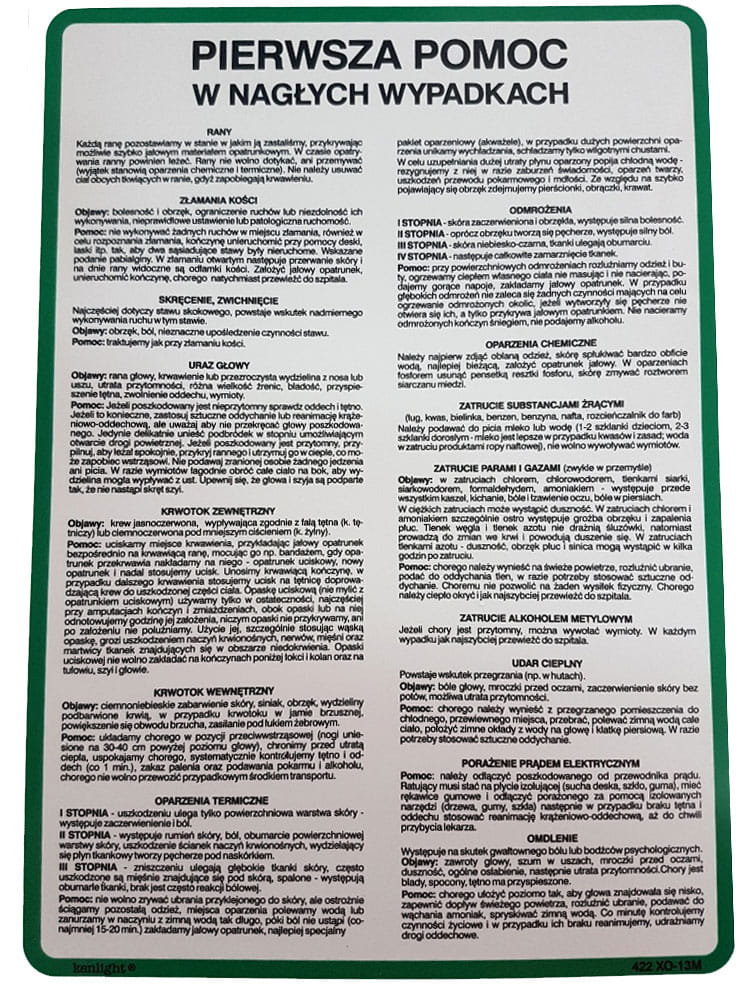 PIERWSZA POMOC
W NAGŁYCH WYPADKACH
RANY
Każdą ranę pozostawiamy w stanie w jakim ją zastaliśmy, przykrywając
możliwie szybko jałowym materiałem opatrunkowym. W czasie opatry-
wania ranny powinien leżeć. Rany nie wolno dotykać, ani przemywać
(wyjątek stanowią oparzenia chemiczne i termiczne). Nie należy usuwać
ciał obcych tkwiących w ranie, gdyż zapobiegają krwawieniu.
ZŁAMANIA KOŚCI
Objawy: bolesność i obrzęk, ograniczenie ruchów lub niezdolność ich
wykonywania, nieprawidłowe ustawienie lub patologiczna ruchomość.
Pomoc: nie wykonywać żadnych ruchów w miejscu złamania, również w
celu rozpoznania złamania, kończynę unieruchomić przy pomocy deski,
laski itp. tak, aby dwa sąsiadujące stawy były nieruchome. Wskazane
podanie pabialginy. W złamaniu otwartym następuje przerwanie skóry i
na dnie rany widoczne są odłamki kości. Założyć jałowy opatrunek,
unieruchomić kończynę, chorego natychmiast przewieźć do szpitala.
SKRĘCENIE, ZWICHNIĘCIE
Najczęściej dotyczy stawu skokowego, powstaje wskutek nadmiernego
wykonywania ruchu w tym stawie.
Objawy: obrzęk, ból, nieznaczne upośledzenie czynności stawu.
Pomoc: traktujemy jak przy złamaniu kości.
URAZ GŁOWY
Objawy: rana głowy, krwawienie lub przezroczysta wydzielina z nosa lub
uszu, utrata przytomności, różna wielkość źrenic, bladość, przyspie-
szenie tętna, zwolnienie oddechu, wymioty.
Pomoc: Jeżeli poszkodowany jest nieprzytomny sprawdź oddech i tętno.
Jeżeli to konieczne, zastosuj sztuczne oddychanie lub reanimację krąże-
niowo-oddechową, ale uważaj aby nie przekręcać głowy poszkodowa-
nego. Jedynie delikatnie unieść podbródek w stopniu umożliwiającym
otwarcie drogi powietrznej. Jeżeli poszkodowany jest przytomny, przy-
pilnuj, aby leżał spokojnie, przykryj rannego i utrzymuj go w cieple, co mo-
że zapobiec wstrząsowi. Nie podawaj zranionej osobie żadnego jedzenia
ani picia. W razie wymiotów łagodnie obróć całe ciało na bok, aby wy-
dzielina mogła wypływać z ust. Upewnij się, że głowa i szyja są podparte
tak, że nie nastąpi skręt szyi.
KRWOTOK ZEWNĘTRZNY
Objawy: krew jasnoczerwona, wypływająca zgodnie z falą tętna (k. tę-
tniczy) lub ciemnoczerwona pod mniejszym ciśnieniem (k. żylny).
Pomoc: uciskamy miejsce krwawienia, przykładając jałowy opatrunek
bezpośrednio na krwawiącą ranę, mocując go np. bandażem, gdy opa-
trunek przekrwawia nakładamy na niego - opatrunek uciskowy, nowy
opatrunek i nadal stosujemy ucisk. Unosimy krwawiącą kończynę, w
przypadku dalszego krwawienia stosujemy ucisk na tętnicę doprowa-
dzającą krew do uszkodzonej części ciała. Opaskę uciskową (nie mylić z
opatrunkiem uciskowym) używamy tylko w ostateczności, najczęściej
przy amputacjach kończyn i zmiażdżeniach, obok opaski lub na niej
odnotowujemy godzinę jej założenia, niczym opaski nie przykrywamy, ani
po założeniu nie poluźniamy. Użycie jej, szczególnie stosując wąską
opaskę, grozi uszkodzeniem naczyń krwionośnych, nerwów, mięśni oraz
martwicy tkanek znajdujących się w obszarze niedokrwienia. Opaski
uciskowej nie wolno zakładać na kończynach poniżej łokci i kolan oraz na
tułowiu, szyi i głowie.
KRWOTOK WEWNĘTRZNY
Objawy: ciemnoniebieskie zabarwienie skóry, siniak, obrzęk, wydzieliny
podbarwione krwią, w przypadku krwotoku w jamie brzusznej,
powiększenie się obwodu brzucha, zasilanie pod łukiem żebrowym.
Pomoc: układamy chorego w pozycji przeciwwstrząsowej (nogi unie-
sione na 30-40 cm powyżej poziomu głowy), chronimy przed utratą
ciepła, uspokajamy chorego, systematycznie kontrolujemy tętno i od-
dech (co 1 min.), zakaz palenia oraz podawania pokarmu i alkoholu,
chorego nie wolno przewozić przypadkowym środkiem transportu.
OPARZENIA TERMICZNE
I STOPNIA - uszkodzeniu ulega tylko powierzchniowa warstwa skóry -
występuje zaczerwienienie i ból.
II STOPNIA - występuje rumień skóry, ból, obumarcie powierzchniowej
warstwy skóry, uszkodzenie ścianek naczyń krwionośnych, wydzielający
się płyn tkankowy tworzy pęcherze pod naskórkiem.
III STOPNIA - zniszczeniu ulegają głębokie tkanki skóry, często
uszkodzone są mięśnie znajdujące się pod skórą, spalone - występują
obumarłe tkanki, brak jest często reakcji bólowej.
Pomoc: nie wolno zrywać ubrania przyklejonego do skóry, ale ostrożnie
ściągamy pozostałą odzież, miejsca oparzenia polewamy wodą lub
zanurzamy w naczyniu z zimną wodą tak długo, póki ból nie ustąpi (co-
najmniej 15-20 min.) zakładamy jałowy opatrunek, najlepiej specjalny
pakiet oparzeniowy (akważele), w przypadku dużych powierzchni opa-
rzenia unikamy wychładzania, schładzamy tylko wilgotnymi chustami.
W celu uzupełniania dużej utraty płynu oparzony popija chłodną wodę -
rezygnujemy z niej w razie zaburzeń świadomości, oparzeń twarzy,
uszkodzeń przewodu pokarmowego i mdłości. Ze względu na szybko
pojawiający się obrzęk zdejmujemy pierścionki, obrączki, krawat.
ODMROŻENIA
I STOPNIA - skóra zaczerwieniona i obrzękła, występuje silna bolesność.
II STOPNIA - oprócz obrzęku tworzą się pęcherze, występuje silny ból.
III STOPNIA - skóra niebiesko-czarna, tkanki ulegają obumarciu.
IV STOPNIA - następuje całkowite zamarznięcie tkanek.
Pomoc: przy powierzchniowych odmrożeniach rozluźniamy odzież i bu-
ty, ogrzewamy ciepłem własnego ciała nie masując i nie nacierając, po-
dajemy gorące napoje, zakładamy jałowy opatrunek. W przypadku
głębokich odmrożeń nie zaleca się żadnych czynności mających na celu
ogrzewanie odmrożonych okolic, jeżeli wytworzyły się pęcherze nie
otwiera się ich, a tylko przykrywa jałowym opatrunkiem. Nie nacieramy
odmrożonych kończyn śniegiem, nie podajemy alkoholu.
OPARZENIA CHEMICZNE
Należy najpierw zdjąć oblaną odzież, skórę spłukiwać bardzo obficie
wodą, najlepiej bieżącą, założyć opatrunek jałowy. W oparzeniach
fosforem usunąć pensetką resztki fosforu, skórę zmywać roztworem
siarczanu miedzi.
ZATRUCIE SUBSTANCJAMI ŻRĄCYMI
(ług, kwas, bielinka, benzen, benzyna, nafta, rozcieńczalnik do farb)
Należy podawać do picia mleko lub wodę (1-2 szklanki dzieciom, 2-3
szklanki dorosłym - mleko jest lepsze w przypadku kwasów i zasad; woda
w zatruciu produktami ropy naftowej), nie wolno wywoływać wymiotów.
ZATRUCIE PARAMI I GAZAMI (zwykle w przemyśle)
Objawy: w zatruciach chlorem, chlorowodorem, tlenkami siarki,
siarkowodorem, formaldehydem, amoniakiem - występuje przede
wszystkim kaszel, kichanie, bóle i łzawienie oczu, bóle w piersiach.
W ciężkich zatruciach może wystąpić duszność. W zatruciach chlorem i
amoniakiem szczególnie ostro występuje groźba obrzęku i zapalenia
płuc. Tlenek węgla i tlenek azotu nie drażnią śluzówki, natomiast
prowadzą do zmian we krwi i powodują duszenie się. W zatruciach
tlenkami azotu - duszność, obrzęk płuc i sinica mogą wystąpić w kilka
godzin po zatruciu.
Pomoc: chorego należy wynieść na świeże powietrze, rozluźnić ubranie,
podać do oddychania tlen, w razie potrzeby stosować sztuczne od-
dychanie. Choremu nie pozwolić na żaden wysiłek fizyczny. Chorego
należy ciepło okryć i jak najszybciej przewieźć do szpitala.
ZATRUCIE ALKOHOLEM METYLOWYM
Jeżeli chory jest przytomny, można wywołać wymioty. W każdym
wypadku jak najszybciej przewieźć do szpitala.
UDAR CIEPLNY
Powstaje wskutek przegrzania (np. w hutach).
Objawy: bóle głowy, mroczki przed oczami, zaczerwienienie skóry bez
potów, możliwa utrata przytomności.
Pomoc: chorego należy wynieść z przegrzanego pomieszczenia do
chłodnego, przewiewnego miejsca, przebrać, polewać zimną wodą całe
ciało, położyć zimne okłady z wody na głowę i klatkę piersiową. W razie
potrzeby stosować sztuczne oddychanie.
PORAŻENIE PRĄDEM ELEKTRYCZNYM
Pomoc: należy odłączyć poszkodowanego od przewodnika prądu.
Ratujący musi stać na płycie izolującej (sucha deska, szkło, guma), mieć
rękawice gumowe i odłączyć porażonego za pomocą izolowanych
narzędzi (drzewa, gumy, szkła) następnie w przypadku braku tętna i
oddechu stosować reanimację krążeniowo-oddechową, aż do chwili
przybycia lekarza.
OMDLENIE
Występuje na skutek gwałtownego bólu lub bodźców psychologicznych.
Objawy: zawroty głowy, szum w uszach, mroczki przed oczami,
duszność, ogólne osłabienie, następnie utrata przytomności. Chory jest
blady, spocony, tętno ma przyspieszone.
Pomoc: chorego ułożyć poziomo tak, aby głowa znajdowała się nisko,
zapewnić dopływ świeżego powietrza, rozluźnić ubranie, podawać do
wąchania amoniak, spryskiwać zimną wodą. Co minutę kontrolujemy
czynności życiowe i w przypadku ich braku reanimujemy, udrażniamy
drogi oddechowe.
kenlight®
422 XO-13M